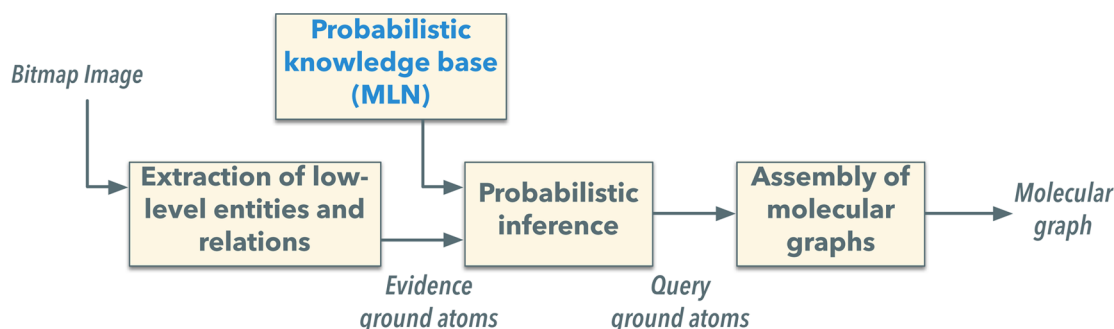 Probabilistic
knowledge base
(MLN)
Bitmap Image
Extraction of low-
level entities and
relations
Probabilistic
inference
Assembly of
molecular
graphs
Molecular
graph
Evidence
ground atoms
Query
ground atoms